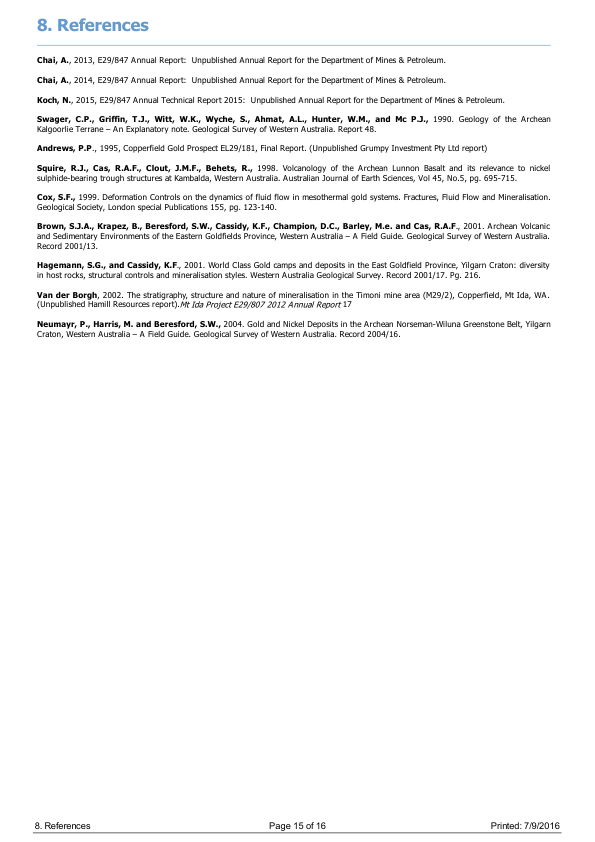 8. References
Chai, A., 2013, E29/847 Annual Report:  Unpublished Annual Report for the Department of Mines & Petroleum.
Chai, A., 2014, E29/847 Annual Report:  Unpublished Annual Report for the Department of Mines & Petroleum.
Koch, N., 2015, E29/847 Annual Technical Report 2015:  Unpublished Annual Report for the Department of Mines & Petroleum.
Swager, C.P., Griffin, T.J., Witt, W.K., Wyche, S., Ahmat, A.L., Hunter, W.M., and Mc P.J., 1990. Geology of the Archean
Kalgoorlie Terrane – An Explanatory note. Geological Survey of Western Australia. Report 48.
Andrews, P.P., 1995, Copperfield Gold Prospect EL29/181, Final Report. (Unpublished Grumpy Investment Pty Ltd report)
Squire, R.J., Cas, R.A.F., Clout, J.M.F., Behets, R., 1998. Volcanology of the Archean Lunnon Basalt and its relevance to nickel
sulphide-bearing trough structures at Kambalda, Western Australia. Australian Journal of Earth Sciences, Vol 45, No.5, pg. 695-715.
Cox, S.F., 1999. Deformation Controls on the dynamics of fluid flow in mesothermal gold systems. Fractures, Fluid Flow and Mineralisation.
Geological Society, London special Publications 155, pg. 123-140.
Brown, S.J.A., Krapez, B., Beresford, S.W., Cassidy, K.F., Champion, D.C., Barley, M.e. and Cas, R.A.F., 2001. Archean Volcanic
and Sedimentary Environments of the Eastern Goldfields Province, Western Australia – A Field Guide. Geological Survey of Western Australia.
Record 2001/13.
Hagemann, S.G., and Cassidy, K.F., 2001. World Class Gold camps and deposits in the East Goldfield Province, Yilgarn Craton: diversity
in host rocks, structural controls and mineralisation styles. Western Australia Geological Survey. Record 2001/17. Pg. 216.
Van der Borgh, 2002. The stratigraphy, structure and nature of mineralisation in the Timoni mine area (M29/2), Copperfield, Mt Ida, WA.
(Unpublished Hamill Resources report).Mt Ida Project E29/807 2012 Annual Report 17
Neumayr, P., Harris, M. and Beresford, S.W., 2004. Gold and Nickel Deposits in the Archean Norseman-Wiluna Greenstone Belt, Yilgarn
Craton, Western Australia – A Field Guide. Geological Survey of Western Australia. Record 2004/16.
8. References Page 15 of 16 Printed: 7/9/2016